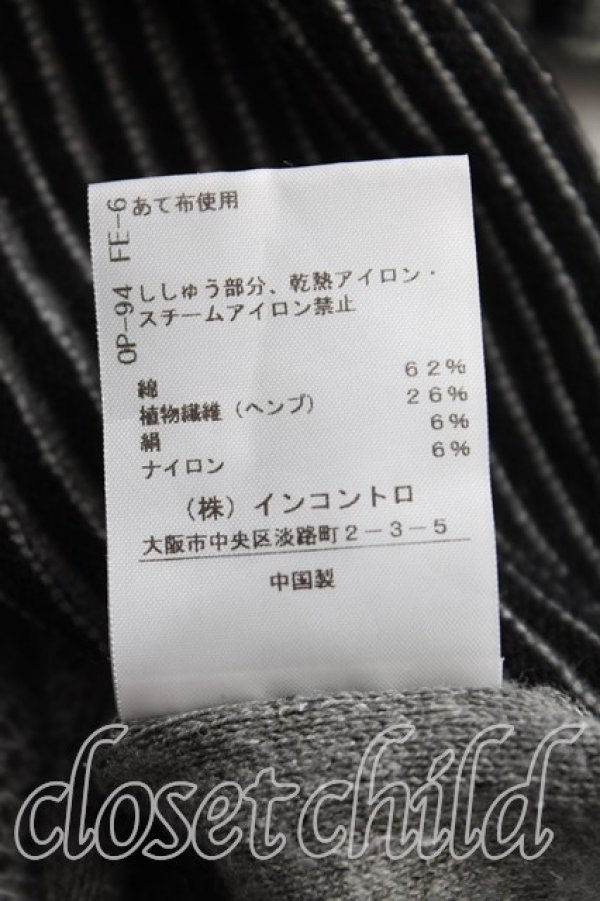 OP-94 FE-6
あて布使用
ししゅう部分、乾熱アイロン・
スチームアイロン禁止
綿 62%
植物繊維(ヘンプ) 26%
絹 6%
ナイロン 6%
(株)インコントロ
大阪市中央区淡路町2-3-5
中国製
closet child